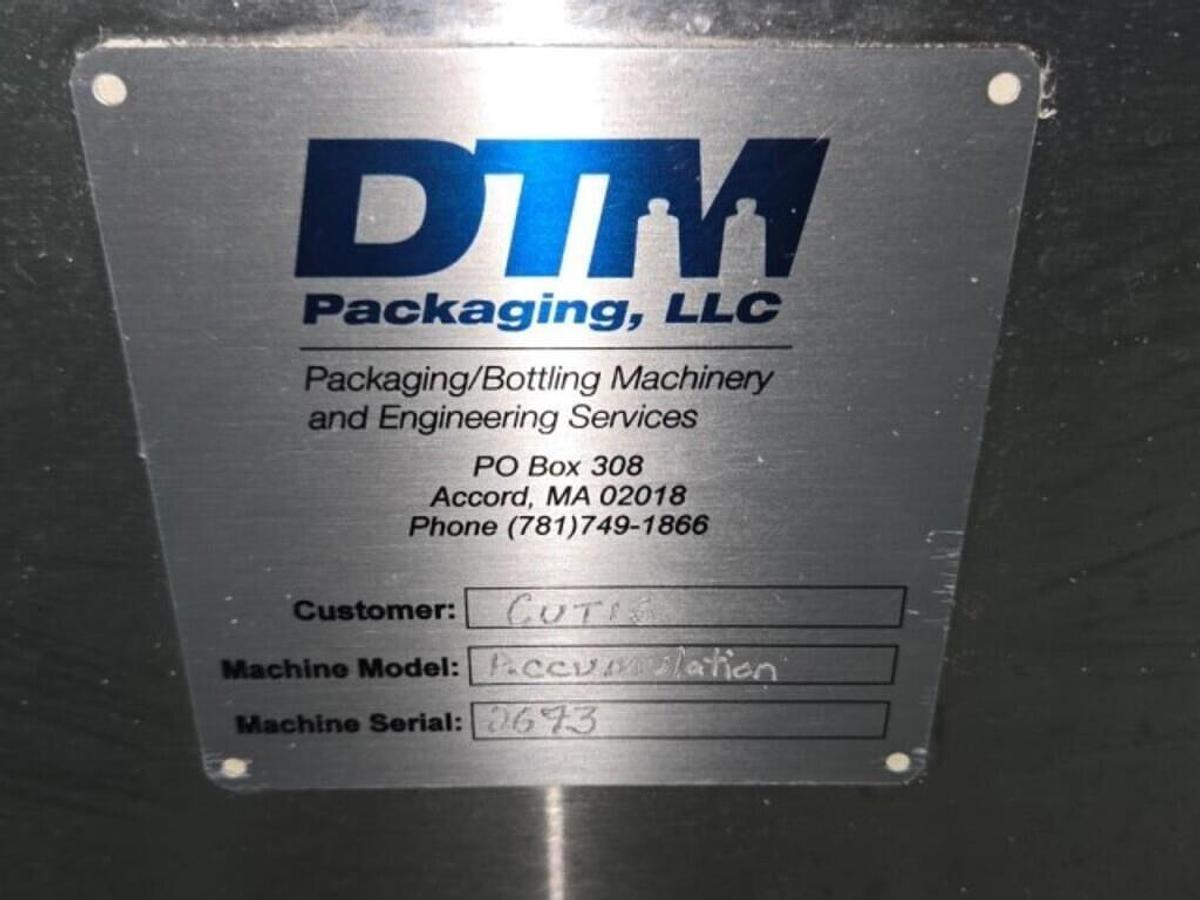 DTM
Packaging, LLC
Packaging/Bottling Machinery
and Engineering Services
PO Box 308
Accord, MA 02018
Phone (781)749-1866
Customer:
Machine Model: Accumulation
Machine Serial: